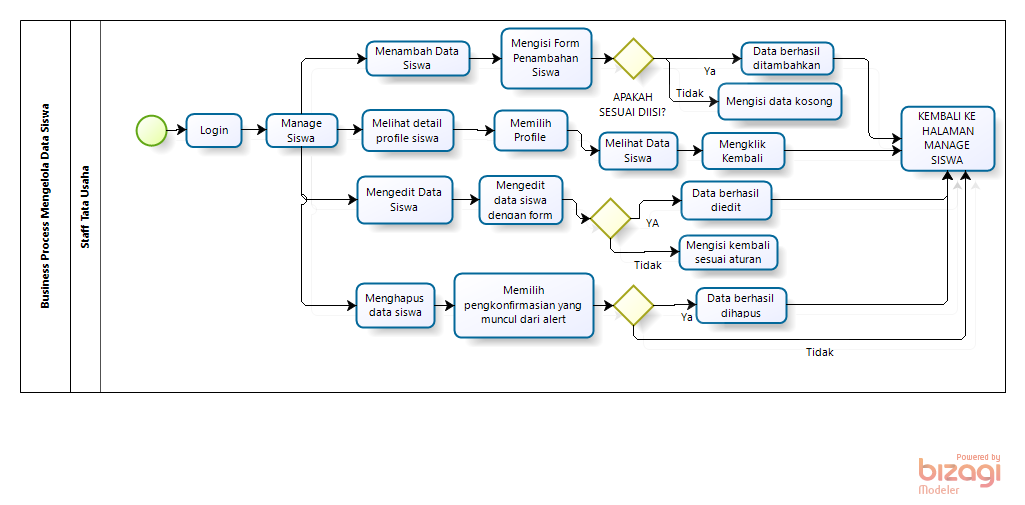 Business Process Mengelola Data Siswa
Staff Tata Usaha
Login
Manage
Siswa
Menambah Data
Siswa
Mengisi Form
Penambahan
Siswa
APAKAH
SESUAI DIISI?
Ya
Tidak
Data berhasil
ditambahkan
Mengisi data kosong
Melihat detail
profile siswa
Memilih
Profile
Melihat Data
Siswa
Mengklik
Kembali
KEMBALI KE
HALAMAN
MANAGE
SISWA
Mengedit Data
Siswa
Mengedit
data siswa
dengan form
YA
Tidak
Data berhasil
diedit
Mengisi kembali
sesuai aturan
Menghapus
data siswa
Memilih
pengkonfirmasian yang
muncul dari alert
Ya
Data berhasil
dihapus
Tidak
Powered by
bizagi
Modeler